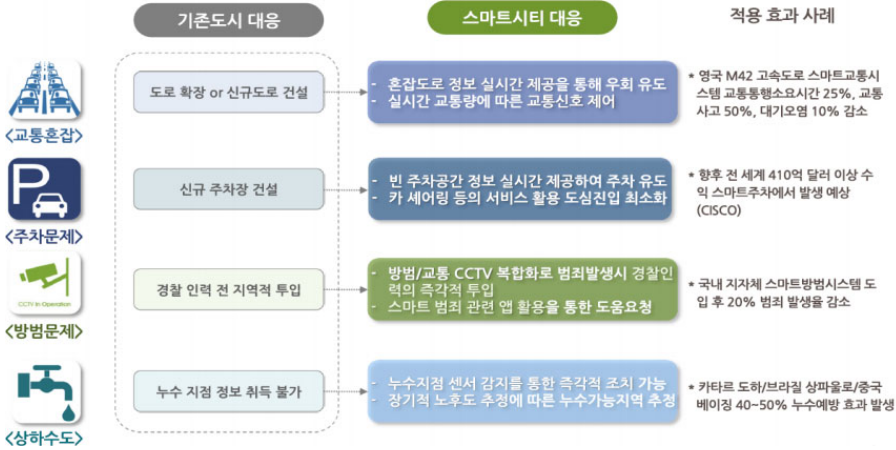 기존도시 대응
스마트시티 대응
적용 효과 사례
<교통혼잡>
도로 확장 or 신규도로 건설
- 혼잡도로 정보 실시간 제공을 통해 우회 유도
- 실시간 교통량에 따른 교통신호 제어
* 영국 M42 고속도로 스마트교통시
스템 교통통행소요시간 25%, 교통
사고 50%, 대기오염 10% 감소
P
<주차문제>
신규 주차장 건설
- 빈 주차공간 정보 실시간 제공하여 주차 유도
- 카 셰어링 등의 서비스 활용 도심진입 최소화
* 향후 전 세계 410억 달러 이상 수
익 스마트주차에서 발생 예상
(CISCO)
CCTV In Operation
<방범문제>
경찰 인력 전 지역적 투입
- 방범/교통 CCTV 복합화로 범죄발생시 경찰인
력의 즉각적 투입
- 스마트 범죄 관련 앱 활용을 통한 도움요청
* 국내 지자체 스마트방범시스템 도
입 후 20% 범죄 발생율 감소
<상하수도>
누수 지점 정보 취득 불가
- 누수지점 센서 감지를 통한 즉각적 조치 가능
- 장기적 노후도 추정에 따른 누수가능지역 추정
* 카타르 도하/브라질 상파울로/중국
베이징 40~50% 누수예방 효과 발생